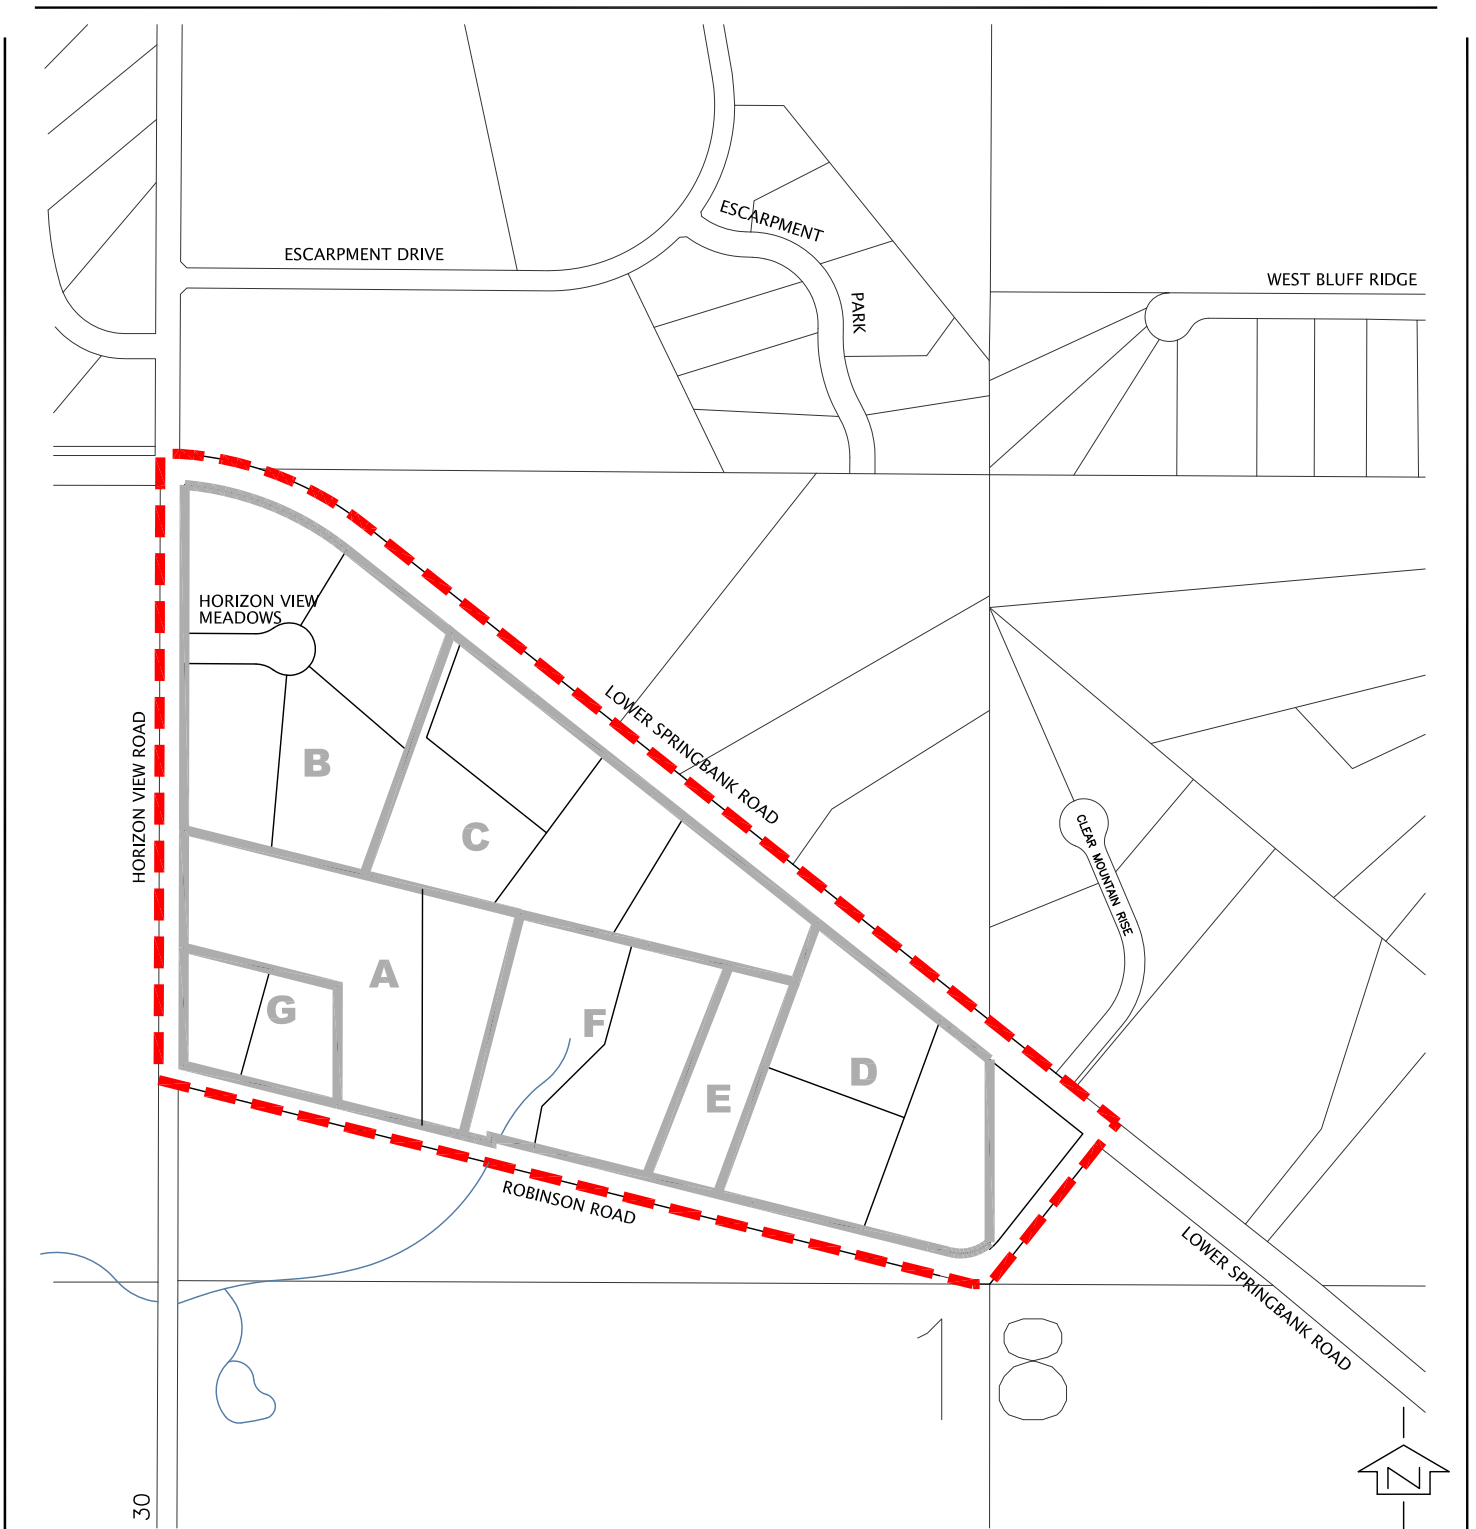 ESCARPMENT
ESCARPMENT DRIVE
PARK
WEST BLUFF RIDGE
HORIZON VIEW
MEADOWS
LOWER SPRINGBANK ROAD
HORIZON VIEW ROAD
B
C
CLEAR MOUNTAIN RISE
A
G
F
D
E
ROBINSON ROAD
LOWER SPRINGBANK ROAD
18
30
N